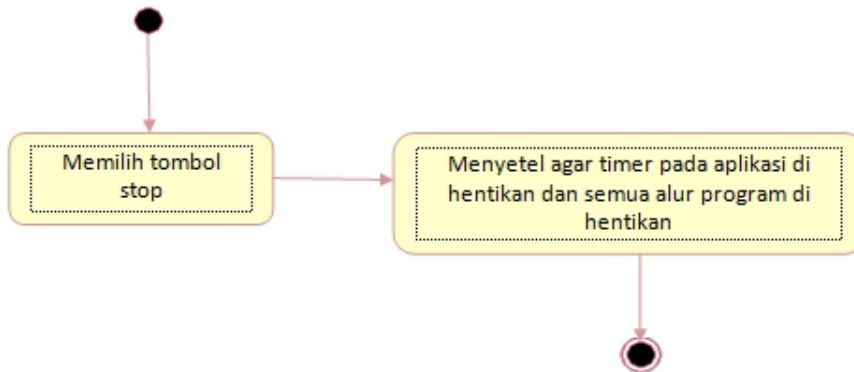 Memilih tombol
stop
Menyetel agar timer pada aplikasi di
hentikan dan semua alur program di
hentikan